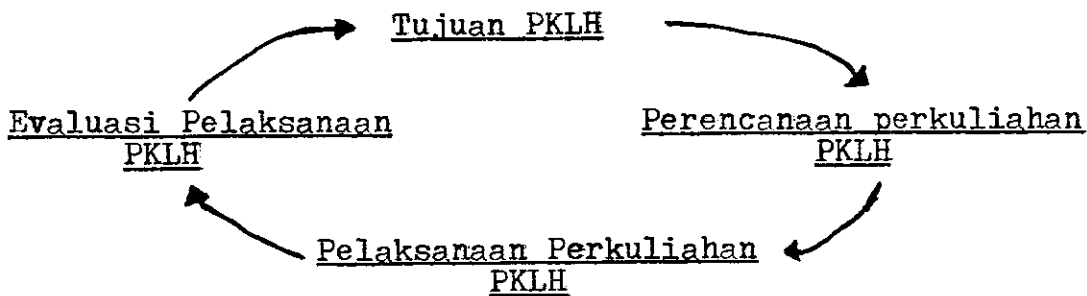 Tujuan PKLH
Evaluasi Pelaksanaan
PKLH
Perencanaan perkuliahan
PKLH
Pelaksanaan Perkuliahan
PKLH